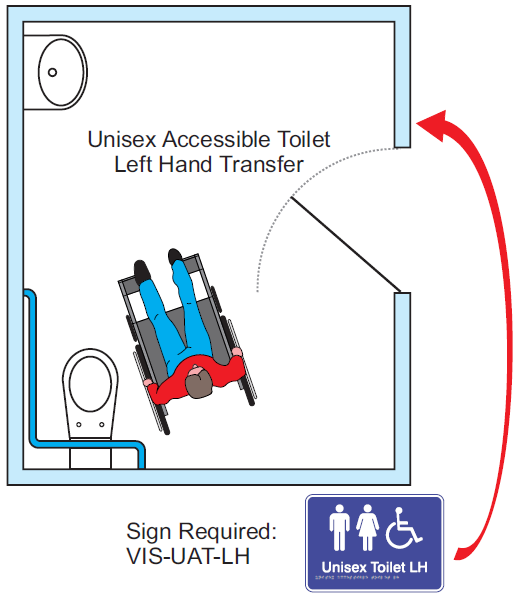 Unisex Accessible Toilet
Left Hand Transfer
Sign Required:
VIS-UAT-LH
Unisex Toilet LH